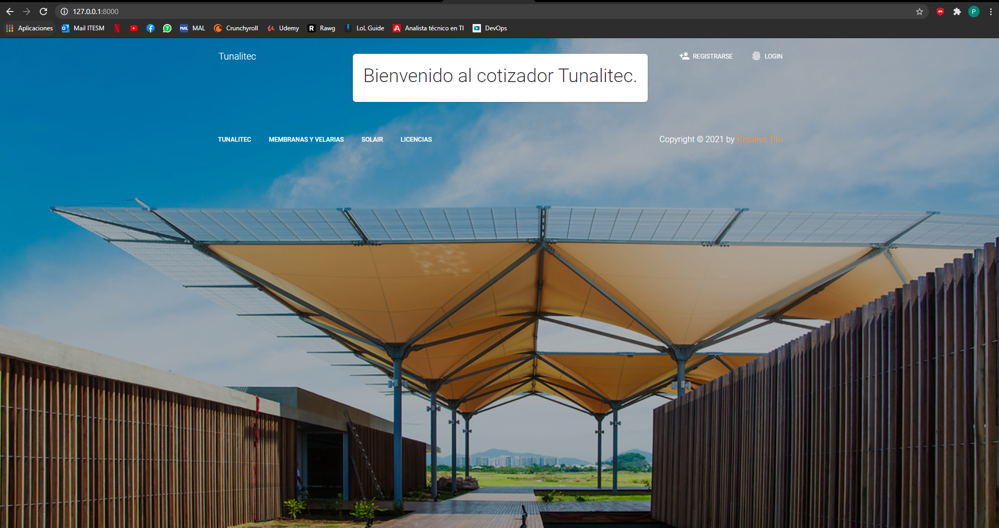 127.0.0.1:8000
Aplicaciones Mail ITESM MAL MAL Crunchyroll Udemy R Rawg LoL Guide Analista técnico en TI DevOps
P
Tunalitec
Bienvenido al cotizador Tunalitec.
REGISTRARSE LOGIN
TUNALITEC MEMBRANAS Y VELARIAS SOLAIR LICENCIAS
Copyright © 2021 by Creative Tim